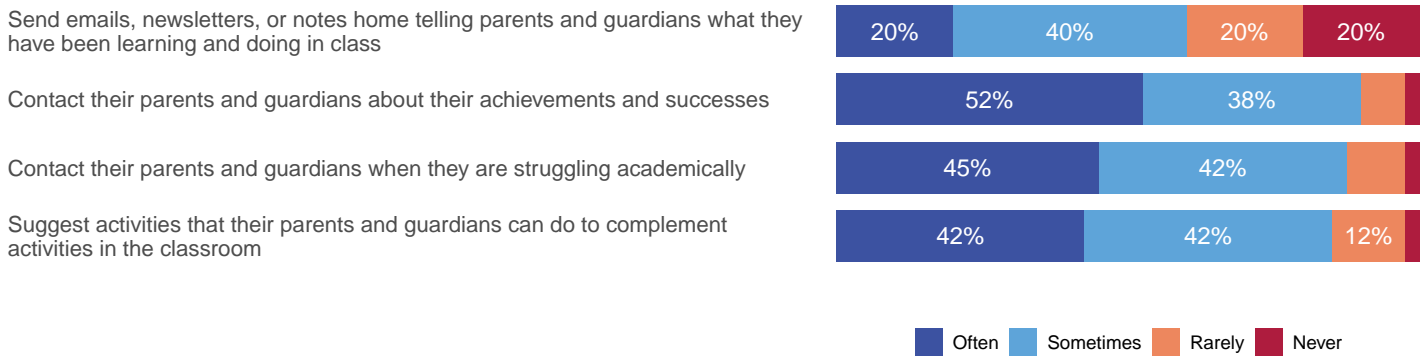 Send emails, newsletters, or notes home telling parents and guardians what they
have been learning and doing in class
20% 40% 20% 20%
Contact their parents and guardians about their achievements and successes
52% 38%
Contact their parents and guardians when they are struggling academically
45% 42%
Suggest activities that their parents and guardians can do to complement
activities in the classroom
42% 42% 12%
Often Sometimes Rarely Never